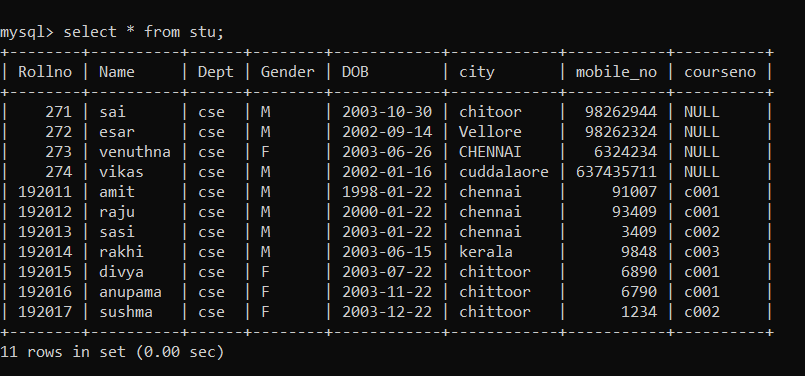 mysql> select * from stu;
+---------+----------+------+--------+------------+------------+-----------+----------+
| Rollno | Name | Dept | Gender | DOB | city | mobile_no | courseno |
+---------+----------+------+--------+------------+------------+-----------+----------+
| 271 | sai | cse | M | 2003-10-30 | chitoor | 98262944 | NULL |
| 272 | esar | cse | M | 2002-09-14 | Vellore | 98262324 | NULL |
| 273 | venuthna | cse | F | 2003-06-26 | CHENNAI | 6324234 | NULL |
| 274 | vikas | cse | M | 2002-01-16 | cuddalaore | 637435711 | NULL |
| 192011 | amit | cse | M | 1998-01-22 | chennai | 91007 | c001 |
| 192012 | raju | cse | M | 2000-01-22 | chennai | 93409 | c001 |
| 192013 | sasi | cse | M | 2003-01-22 | chennai | 3409 | c002 |
| 192014 | rakhi | cse | M | 2003-06-15 | kerala | 9848 | c003 |
| 192015 | divya | cse | F | 2003-07-22 | chittoor | 6890 | c001 |
| 192016 | anupama | cse | F | 2003-11-22 | chittoor | 6790 | c001 |
| 192017 | sushma | cse | F | 2003-12-22 | chittoor | 1234 | c002 |
+---------+----------+------+--------+------------+------------+-----------+----------+
11 rows in set (0.00 sec)